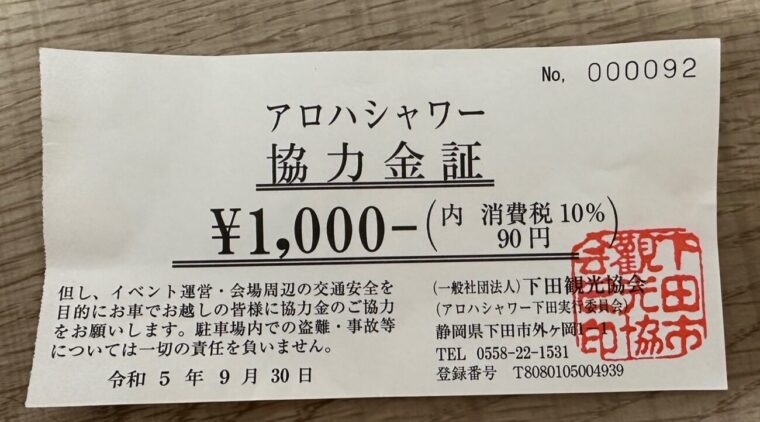 No, 000092
アロハシャワー
協力金証
¥1,000-(内 消費税10% 90円)
但し、イベント運営・会場周辺の交通安全を
目的にお車でお越しの皆様に協力金のご協力
をお願いします。駐車場内での盗難・事故等
については一切の責任を負いません。
令和5年9月30日
(一般社団法人)下田観光協会
(アロハシャワー下田実行委員会)
静岡県下田市外ヶ岡1-1
TEL 0558-22-1531
登録番号 T8080105004939
下田市
観光協
会印